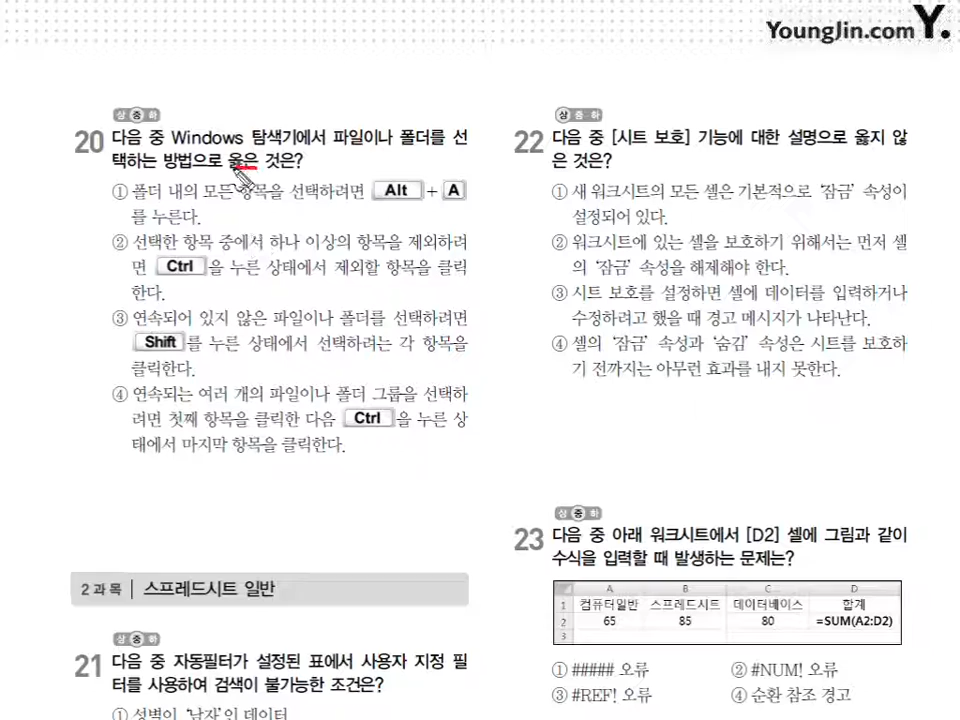 YoungJin.com Y.
상 중 하
20 다음 중 Windows 탐색기에서 파일이나 폴더를 선
택하는 방법으로 옳은 것은?
① 폴더 내의 모든 항목을 선택하려면 Alt + A
를 누른다.
② 선택한 항목 중에서 하나 이상의 항목을 제외하려
면 Ctrl 을 누른 상태에서 제외할 항목을 클릭
한다.
③ 연속되어 있지 않은 파일이나 폴더를 선택하려면
Shift 를 누른 상태에서 선택하려는 각 항목을
클릭한다.
④ 연속되는 여러 개의 파일이나 폴더 그룹을 선택하
려면 첫째 항목을 클릭한 다음 Ctrl 을 누른 상
태에서 마지막 항목을 클릭한다.
2과목 스프레드시트 일반
상 중 하
21 다음 중 자동필터가 설정된 표에서 사용자 지정 필
터를 사용하여 검색이 불가능한 조건은?
① 성별이 '남자'인 데이터
상 중 하
22 다음 중 [시트 보호] 기능에 대한 설명으로 옳지 않
은 것은?
① 새 워크시트의 모든 셀은 기본적으로 '잠금' 속성이
설정되어 있다.
② 워크시트에 있는 셀을 보호하기 위해서는 먼저 셀
의 '잠금' 속성을 해제해야 한다.
③ 시트 보호를 설정하면 셀에 데이터를 입력하거나
수정하려고 했을 때 경고 메시지가 나타난다.
④ 셀의 '잠금' 속성과 '숨김' 속성은 시트를 보호하
기 전까지는 아무런 효과를 내지 못한다.
상 중 하
23 다음 중 아래 워크시트에서 [D2] 셀에 그림과 같이
수식을 입력할 때 발생하는 문제는?
A B C D
1 컴퓨터일반 스프레드시트 데이터베이스 합계
2 65 85 80 =SUM(A2:D2)
3
① ##### 오류 ② #NUM! 오류
③ #REF! 오류 ④ 순환 참조 경고